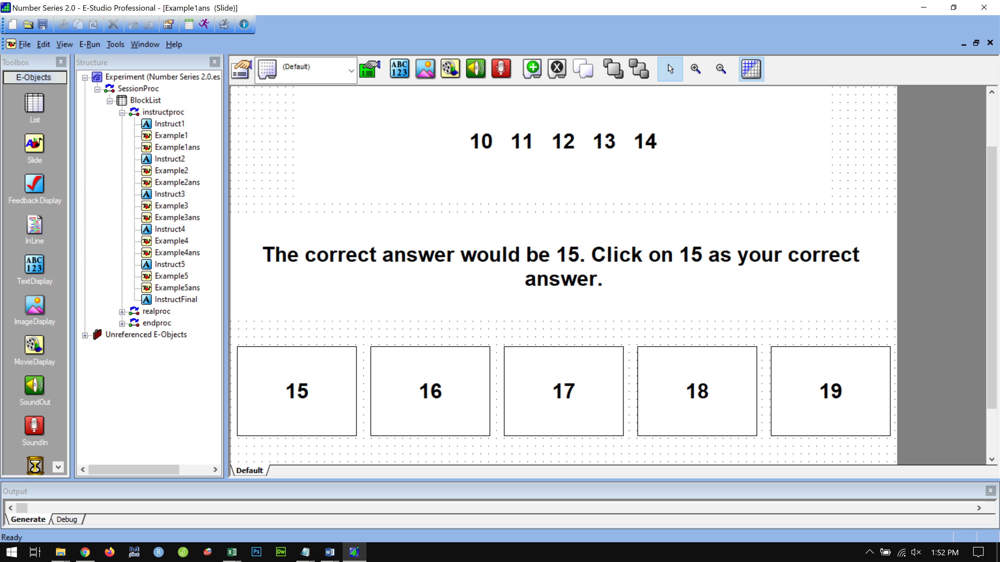 Number Series 2.0 - E-Studio Professional - [Example1ans (Slide)]
File Edit View E-Run Tools Window Help
Toolbox
E-Objects
List
Slide
FeedbackDisplay
InLine
ABC
123
TextDisplay
ImageDisplay
MovieDisplay
SoundOut
SoundIn
Structure
Experiment (Number Series 2.0.es
SessionProc
BlockList
instructproc
Instruct1
Example1
Example1ans
Instruct2
Example2
Example2ans
Instruct3
Example3
Example3ans
Instruct4
Example4
Example4ans
Instruct5
Example5
Example5ans
InstructFinal
realproc
endproc
Unreferenced E-Objects
(Default)
ABC
123
10 11 12 13 14
The correct answer would be 15. Click on 15 as your correct
answer.
15 16 17 18 19
Default
Output
Generate Debug
Ready
Ps Dw
1:52 PM